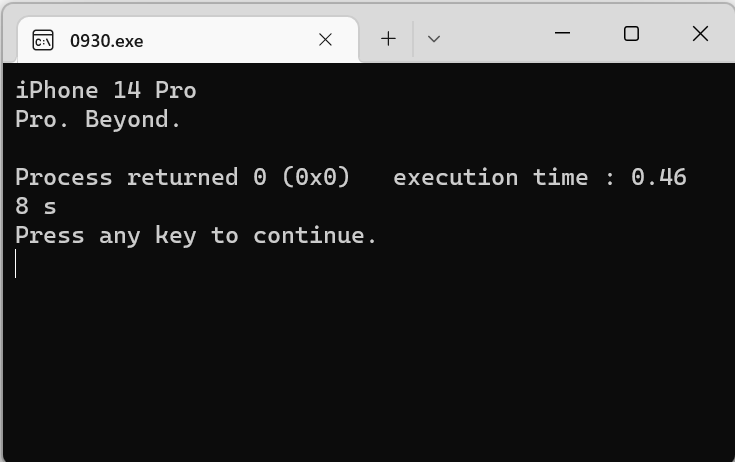 0930.exe
iPhone 14 Pro
Pro. Beyond.
Process returned 0 (0x0)   execution time : 0.46
8 s
Press any key to continue.